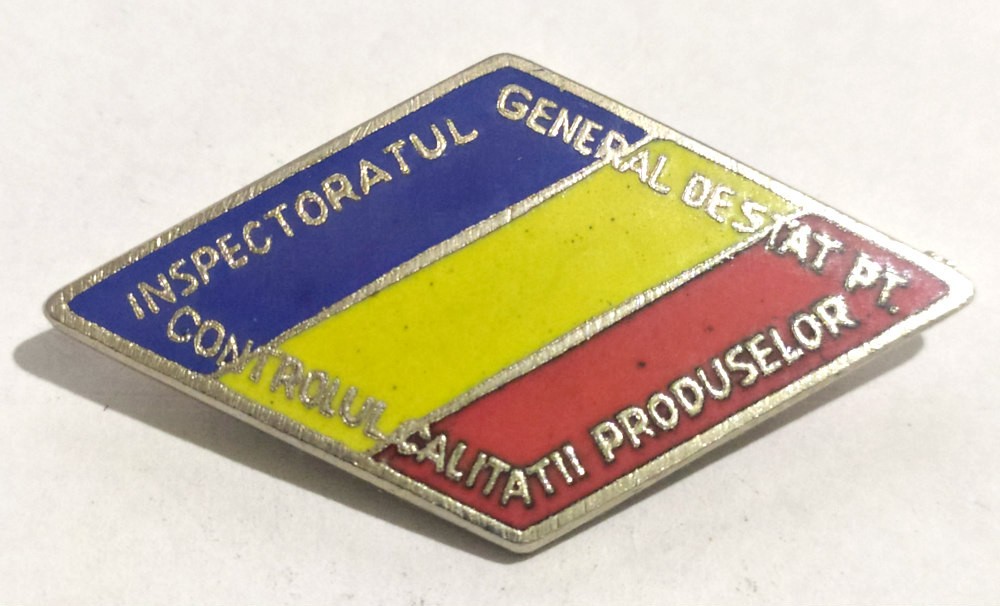 INSPECTORATUL
GENERAL DE STAT PT.
CONTROLUL CALITATII PRODUSELOR